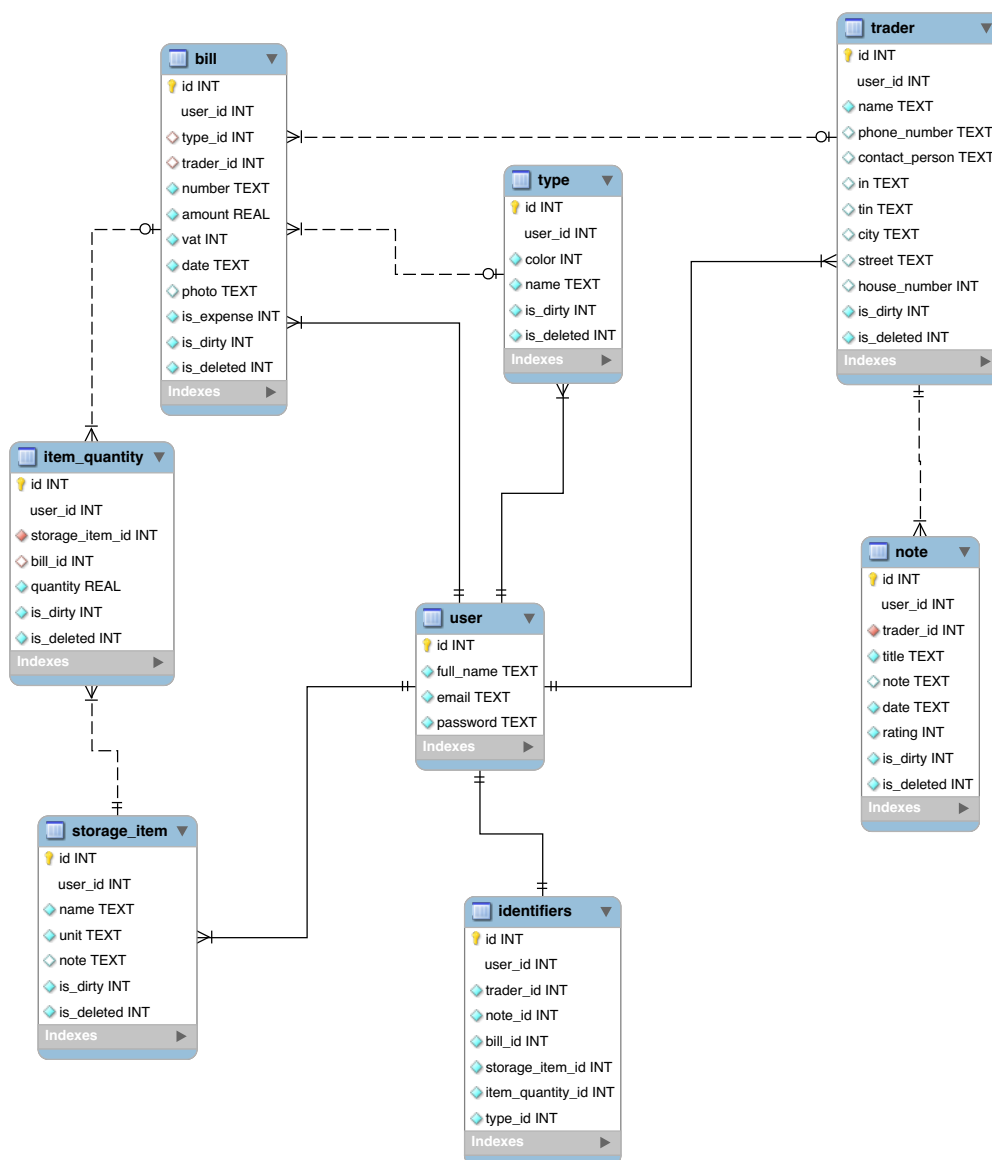 bill
id INT
user_id INT
type_id INT
trader_id INT
number TEXT
amount REAL
vat INT
date TEXT
photo TEXT
is_expense INT
is_dirty INT
is_deleted INT
Indexes
trader
id INT
user_id INT
name TEXT
phone_number TEXT
contact_person TEXT
in TEXT
tin TEXT
city TEXT
street TEXT
house_number INT
is_dirty INT
is_deleted INT
Indexes
type
id INT
user_id INT
color INT
name TEXT
is_dirty INT
is_deleted INT
Indexes
item_quantity
id INT
user_id INT
storage_item_id INT
bill_id INT
quantity REAL
is_dirty INT
is_deleted INT
Indexes
note
id INT
user_id INT
trader_id INT
title TEXT
note TEXT
date TEXT
rating INT
is_dirty INT
is_deleted INT
Indexes
user
id INT
full_name TEXT
email TEXT
password TEXT
Indexes
storage_item
id INT
user_id INT
name TEXT
unit TEXT
note TEXT
is_dirty INT
is_deleted INT
Indexes
identifiers
id INT
user_id INT
trader_id INT
note_id INT
bill_id INT
storage_item_id INT
item_quantity_id INT
type_id INT
Indexes